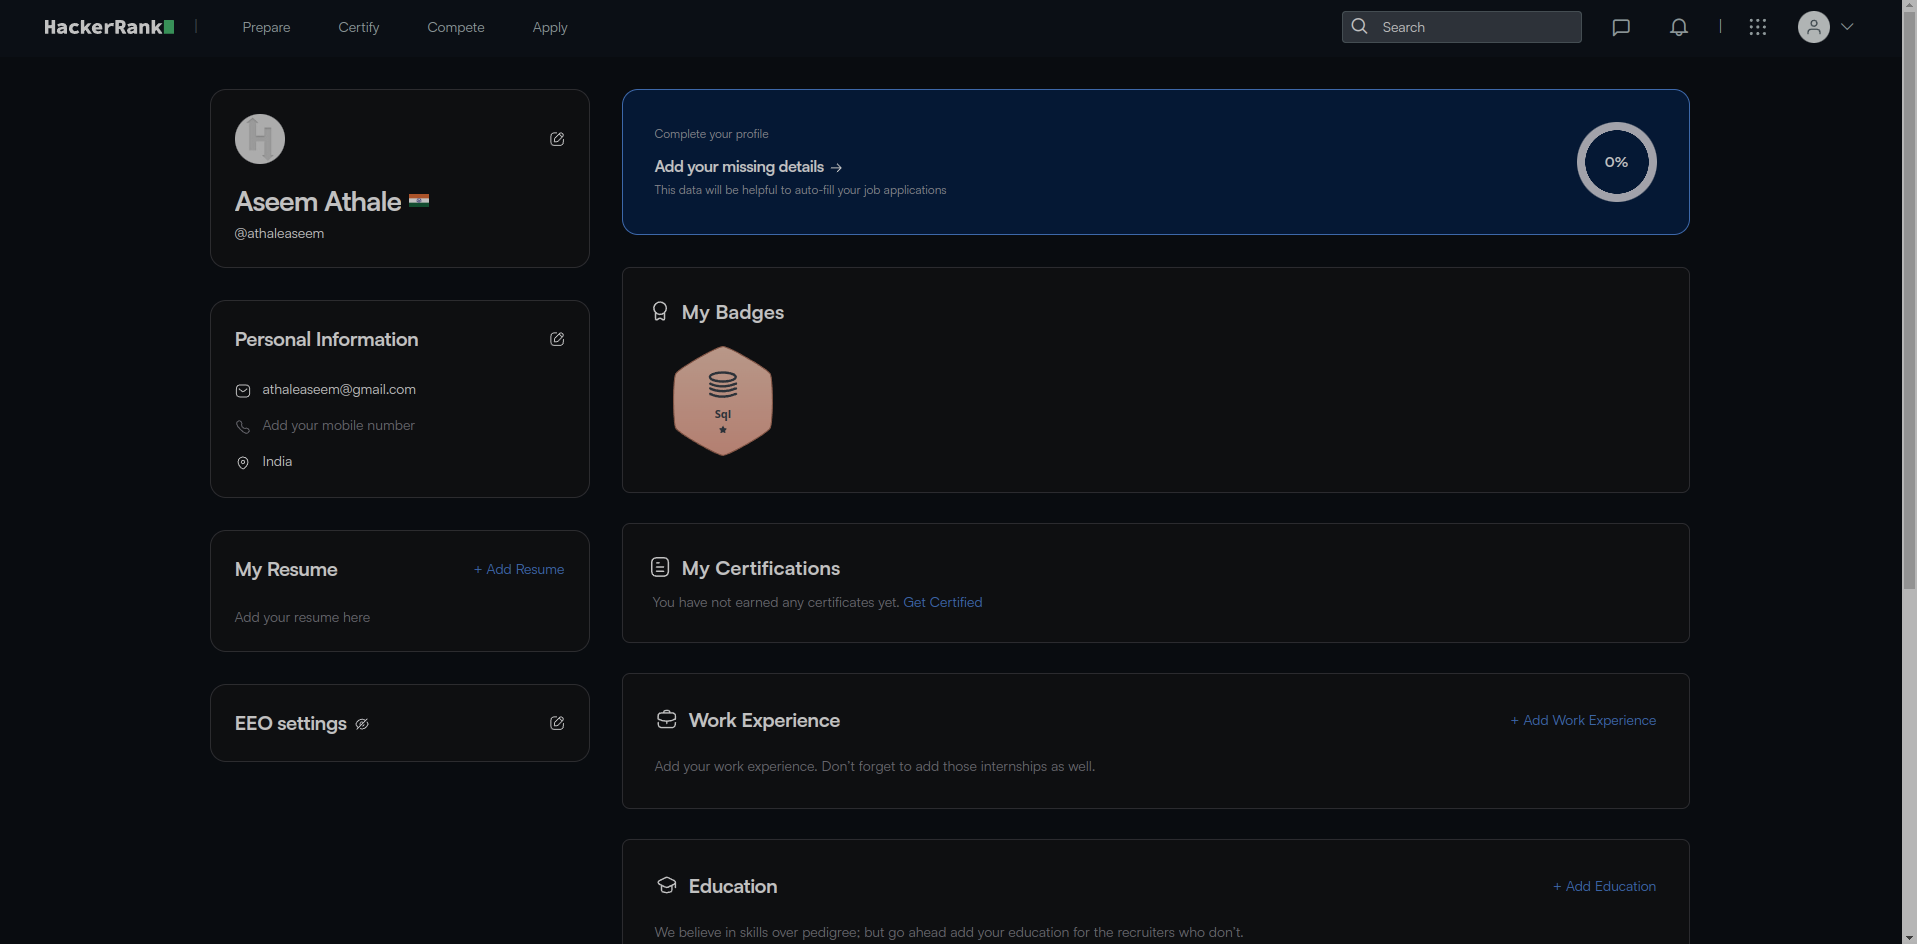 HackerRank
Prepare
Certify
Compete
Apply
Search
Aseem Athale
@athaleaseem
Personal Information
athaleaseem@gmail.com
Add your mobile number
India
My Resume
+ Add Resume
Add your resume here
EEO settings
Complete your profile
Add your missing details →
This data will be helpful to auto-fill your job applications
0%
My Badges
Sql
My Certifications
You have not earned any certificates yet. Get Certified
Work Experience
+ Add Work Experience
Add your work experience. Don't forget to add those internships as well.
Education
+ Add Education
We believe in skills over pedigree; but go ahead add your education for the recruiters who don't.